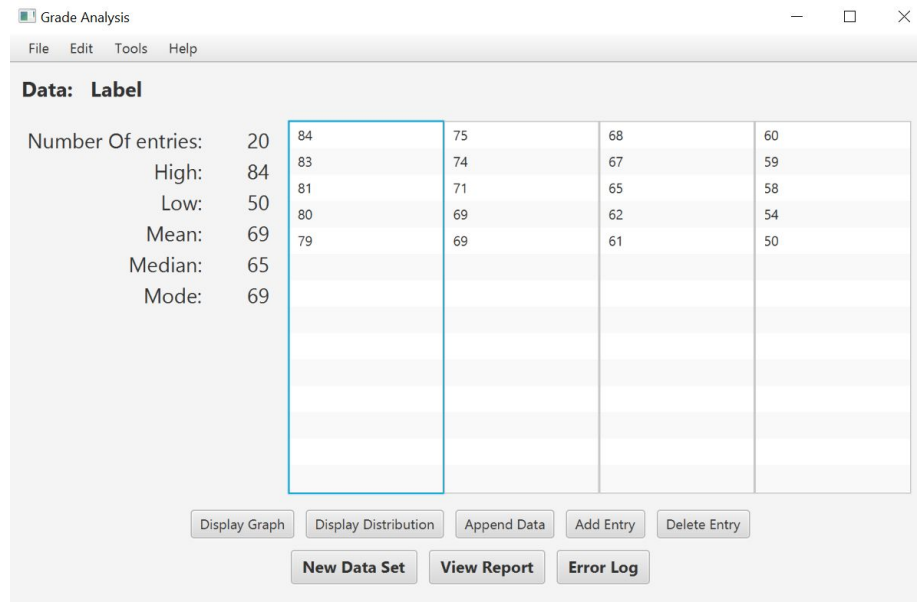 Grade Analysis
File Edit Tools Help
Data: Label
Number Of entries: 20
High: 84
Low: 50
Mean: 69
Median: 65
Mode: 69
84 75 68 60
83 74 67 59
81 71 65 58
80 69 62 54
79 69 61 50
Display Graph Display Distribution Append Data Add Entry Delete Entry
New Data Set View Report Error Log